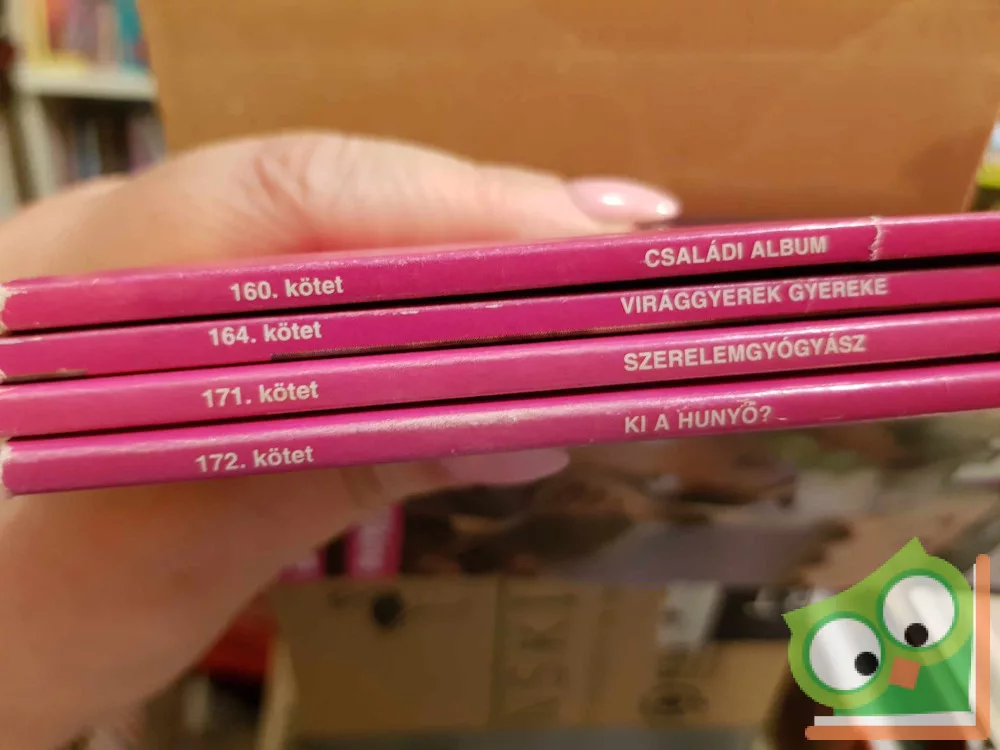 160. kötet CSALÁDI ALBUM
164. kötet VIRÁGGYEREK GYEREKE
171. kötet SZERELEMGYÓGYÁSZ
172. kötet KI A HUNYÓ?